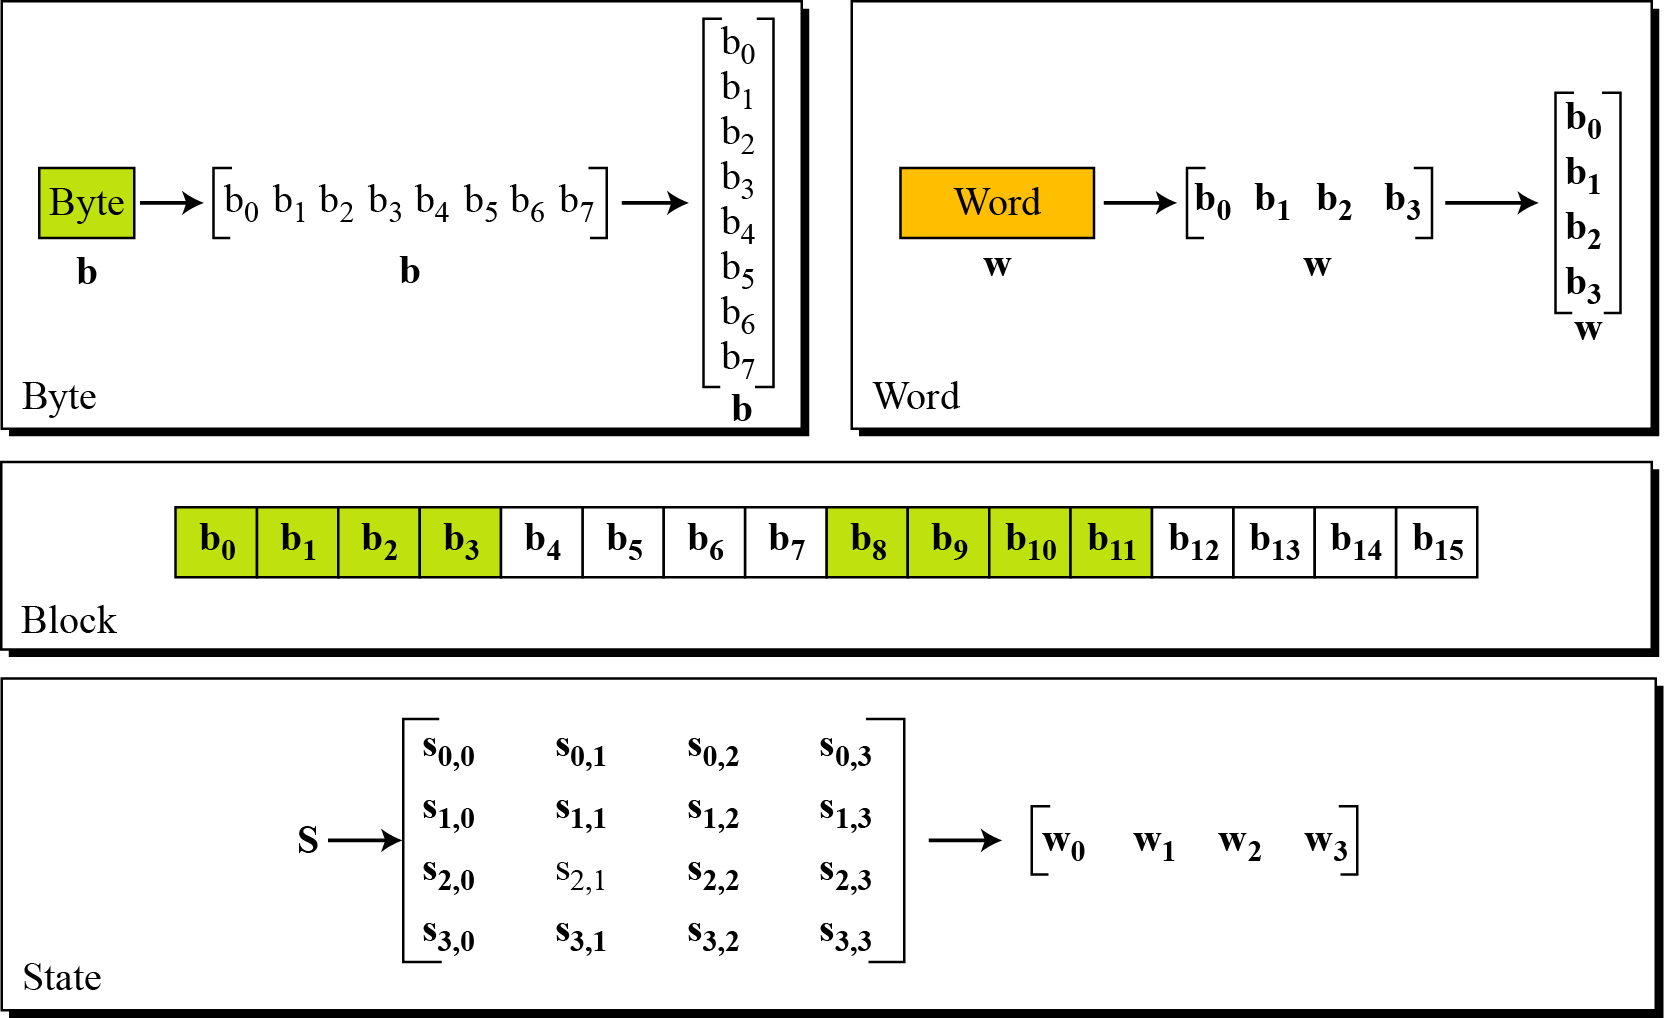 Byte
b
b₀ b₁ b₂ b₃ b₄ b₅ b₆ b₇
b
b₀
b₁
b₂
b₃
b₄
b₅
b₆
b₇
b
Byte
Word
w
b₀ b₁ b₂ b₃
w
b₀
b₁
b₂
b₃
w
Word
b₀ b₁ b₂ b₃ b₄ b₅ b₆ b₇ b₈ b₉ b₁₀ b₁₁ b₁₂ b₁₃ b₁₄ b₁₅
Block
S
s₀,₀ s₀,₁ s₀,₂ s₀,₃
s₁,₀ s₁,₁ s₁,₂ s₁,₃
s₂,₀ s₂,₁ s₂,₂ s₂,₃
s₃,₀ s₃,₁ s₃,₂ s₃,₃
w₀ w₁ w₂ w₃
State